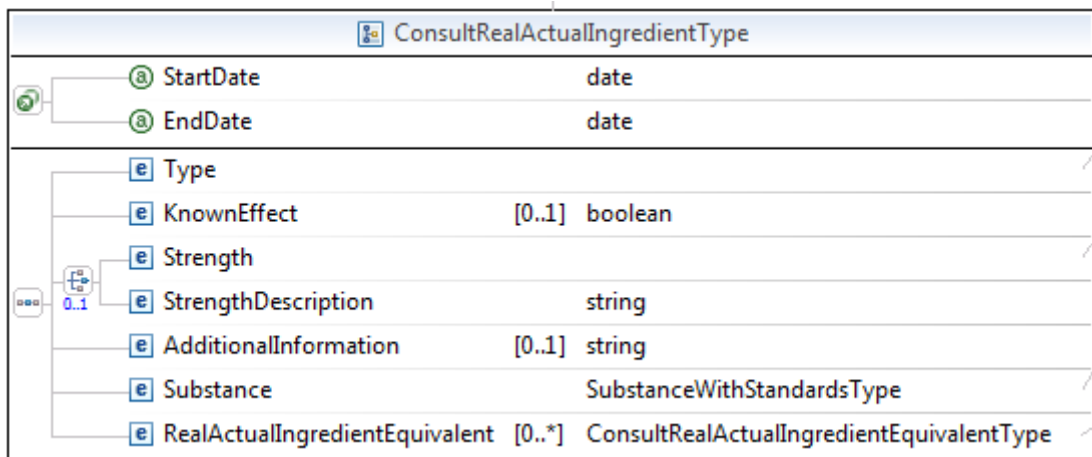 ConsultRealActualIngredientType
a StartDate date
a EndDate date
e Type
e KnownEffect [0..1] boolean
e Strength
0..1
e StrengthDescription string
e AdditionalInformation [0..1] string
e Substance SubstanceWithStandardsType
e RealActualIngredientEquivalent [0..*] ConsultRealActualIngredientEquivalentType